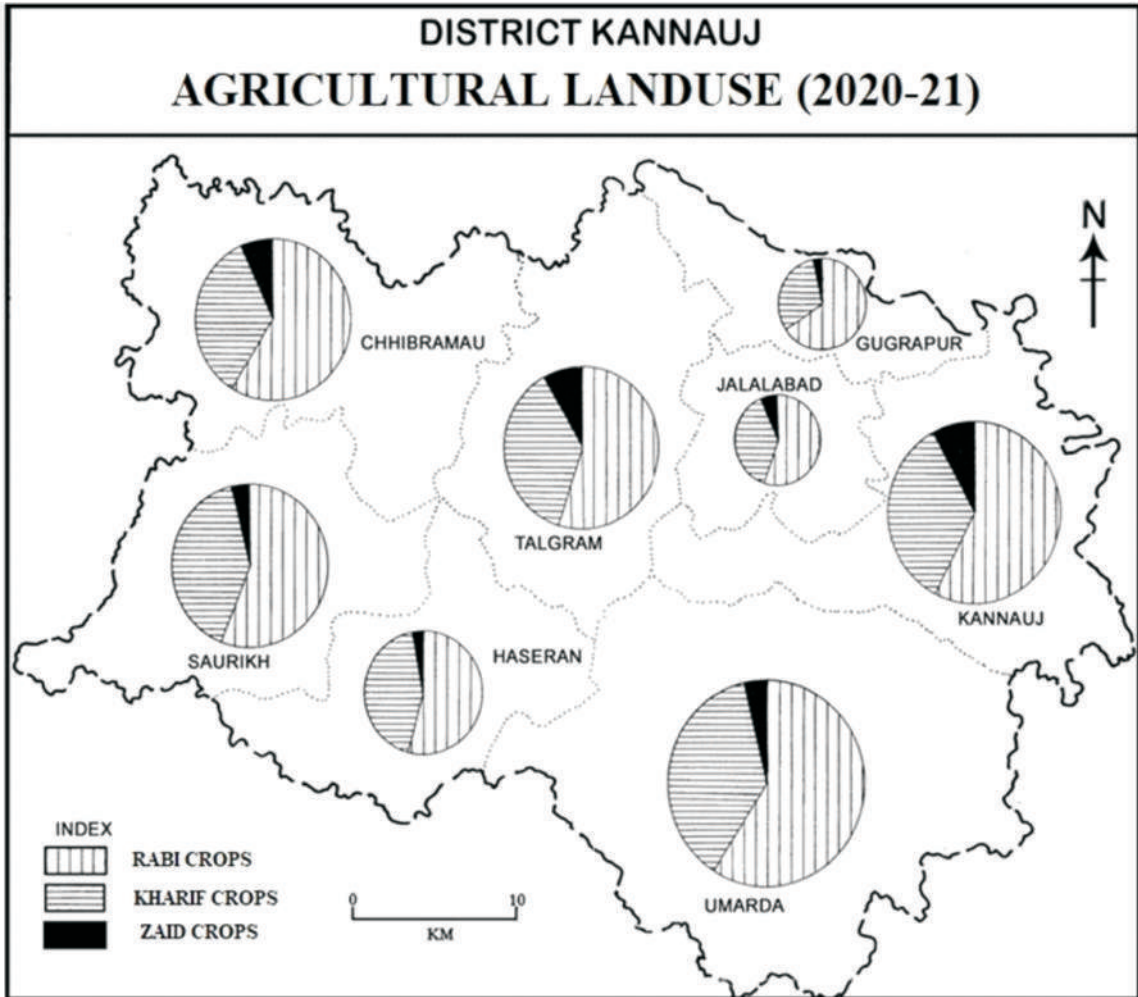 DISTRICT KANNAUJ
AGRICULTURAL LANDUSE (2020-21)
N
CHHIBRAMAU
GUGRAPUR
JALALABAD
TALGRAM
KANNAUJ
SAURIKH
HASERAN
UMARDA
INDEX
RABI CROPS
KHARIF CROPS
ZAID CROPS
0 10
KM